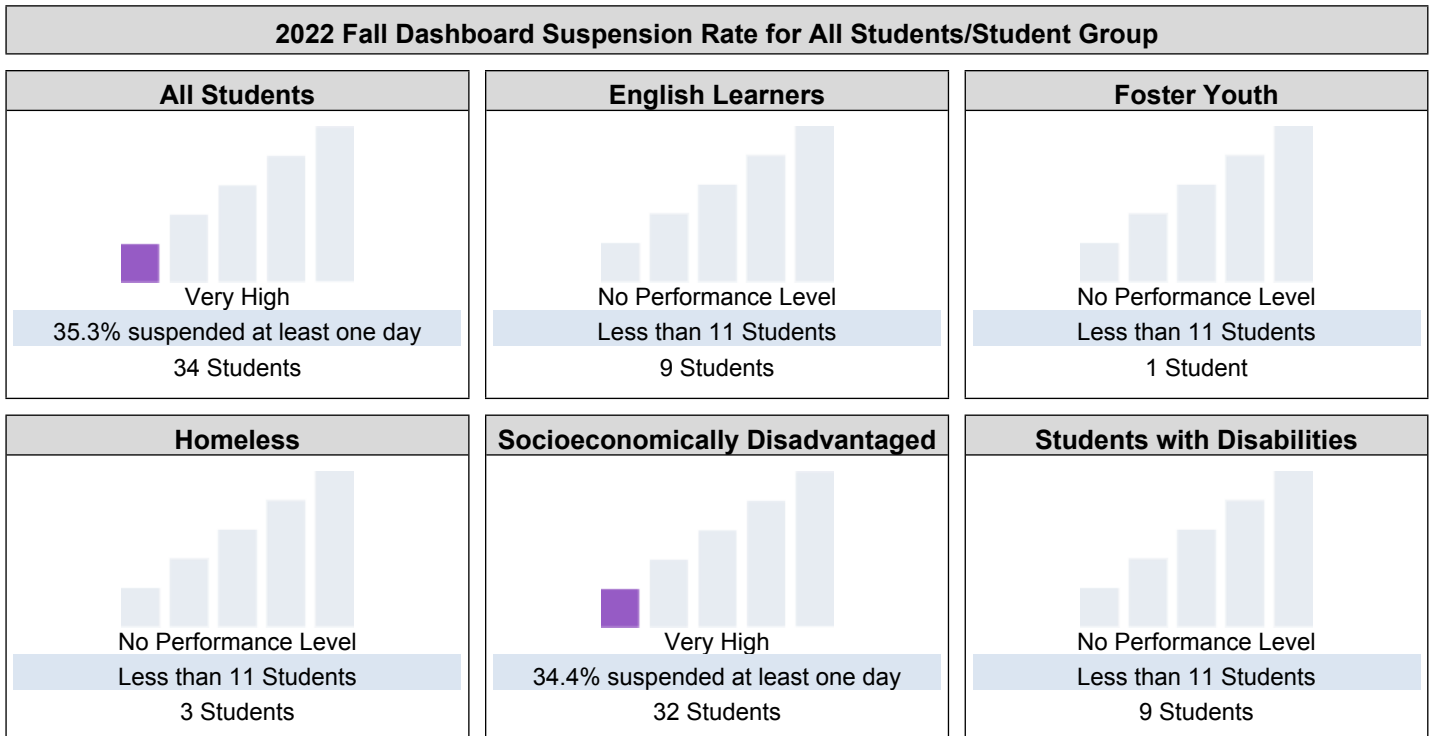 2022 Fall Dashboard Suspension Rate for All Students/Student Group
All Students
Very High
35.3% suspended at least one day
34 Students
English Learners
No Performance Level
Less than 11 Students
9 Students
Foster Youth
No Performance Level
Less than 11 Students
1 Student
Homeless
No Performance Level
Less than 11 Students
3 Students
Socioeconomically Disadvantaged
Very High
34.4% suspended at least one day
32 Students
Students with Disabilities
No Performance Level
Less than 11 Students
9 Students